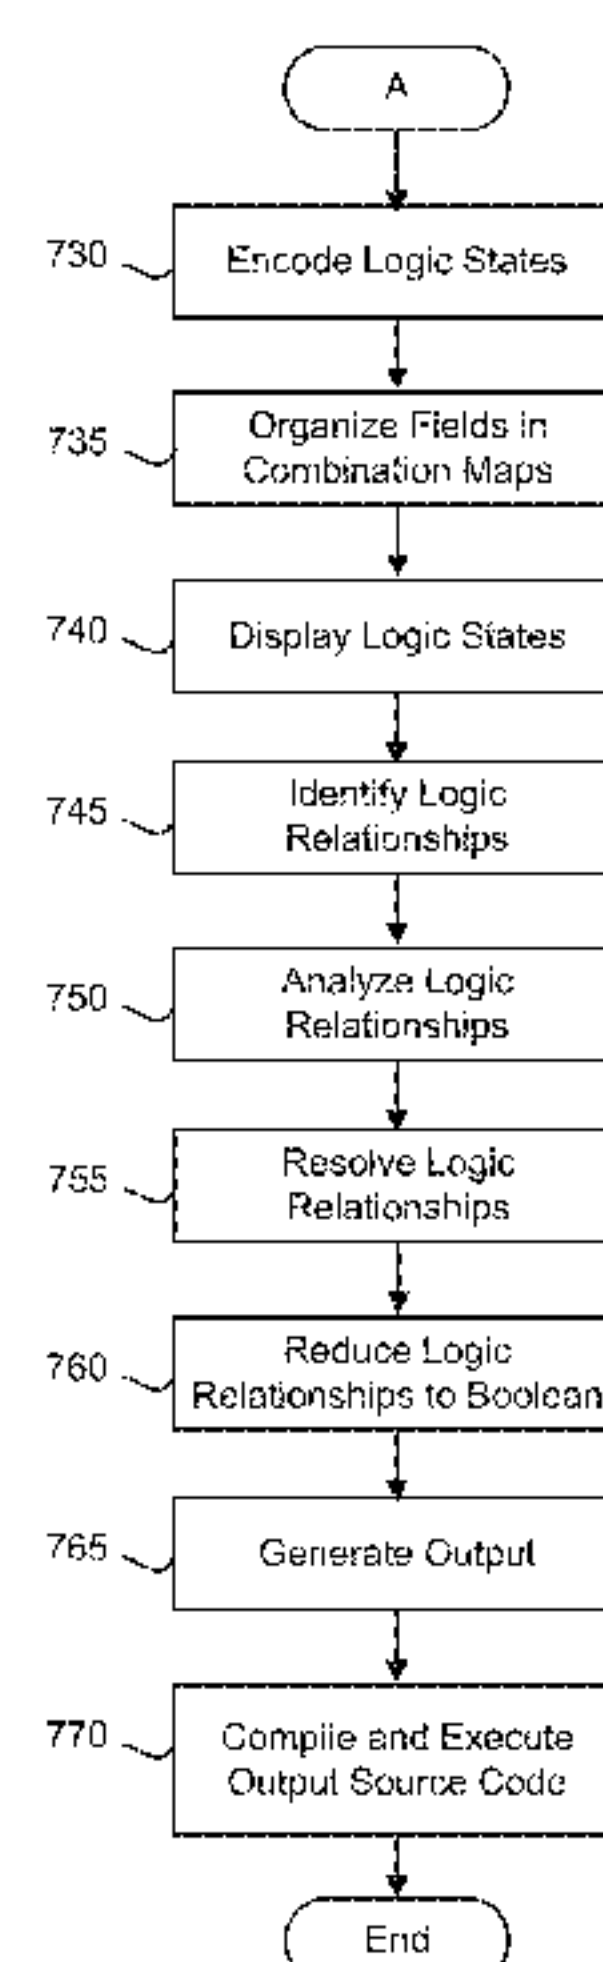 A
730
Encode Logic States
735
Organize Fields in
Combination Maps
740
Display Logic States
745
Identify Logic
Relationships
750
Analyze Logic
Relationships
755
Resolve Logic
Relationships
760
Reduce Logic
Relationships to Boolean
765
Generate Output
770
Compile and Execute
Output Source Code
End